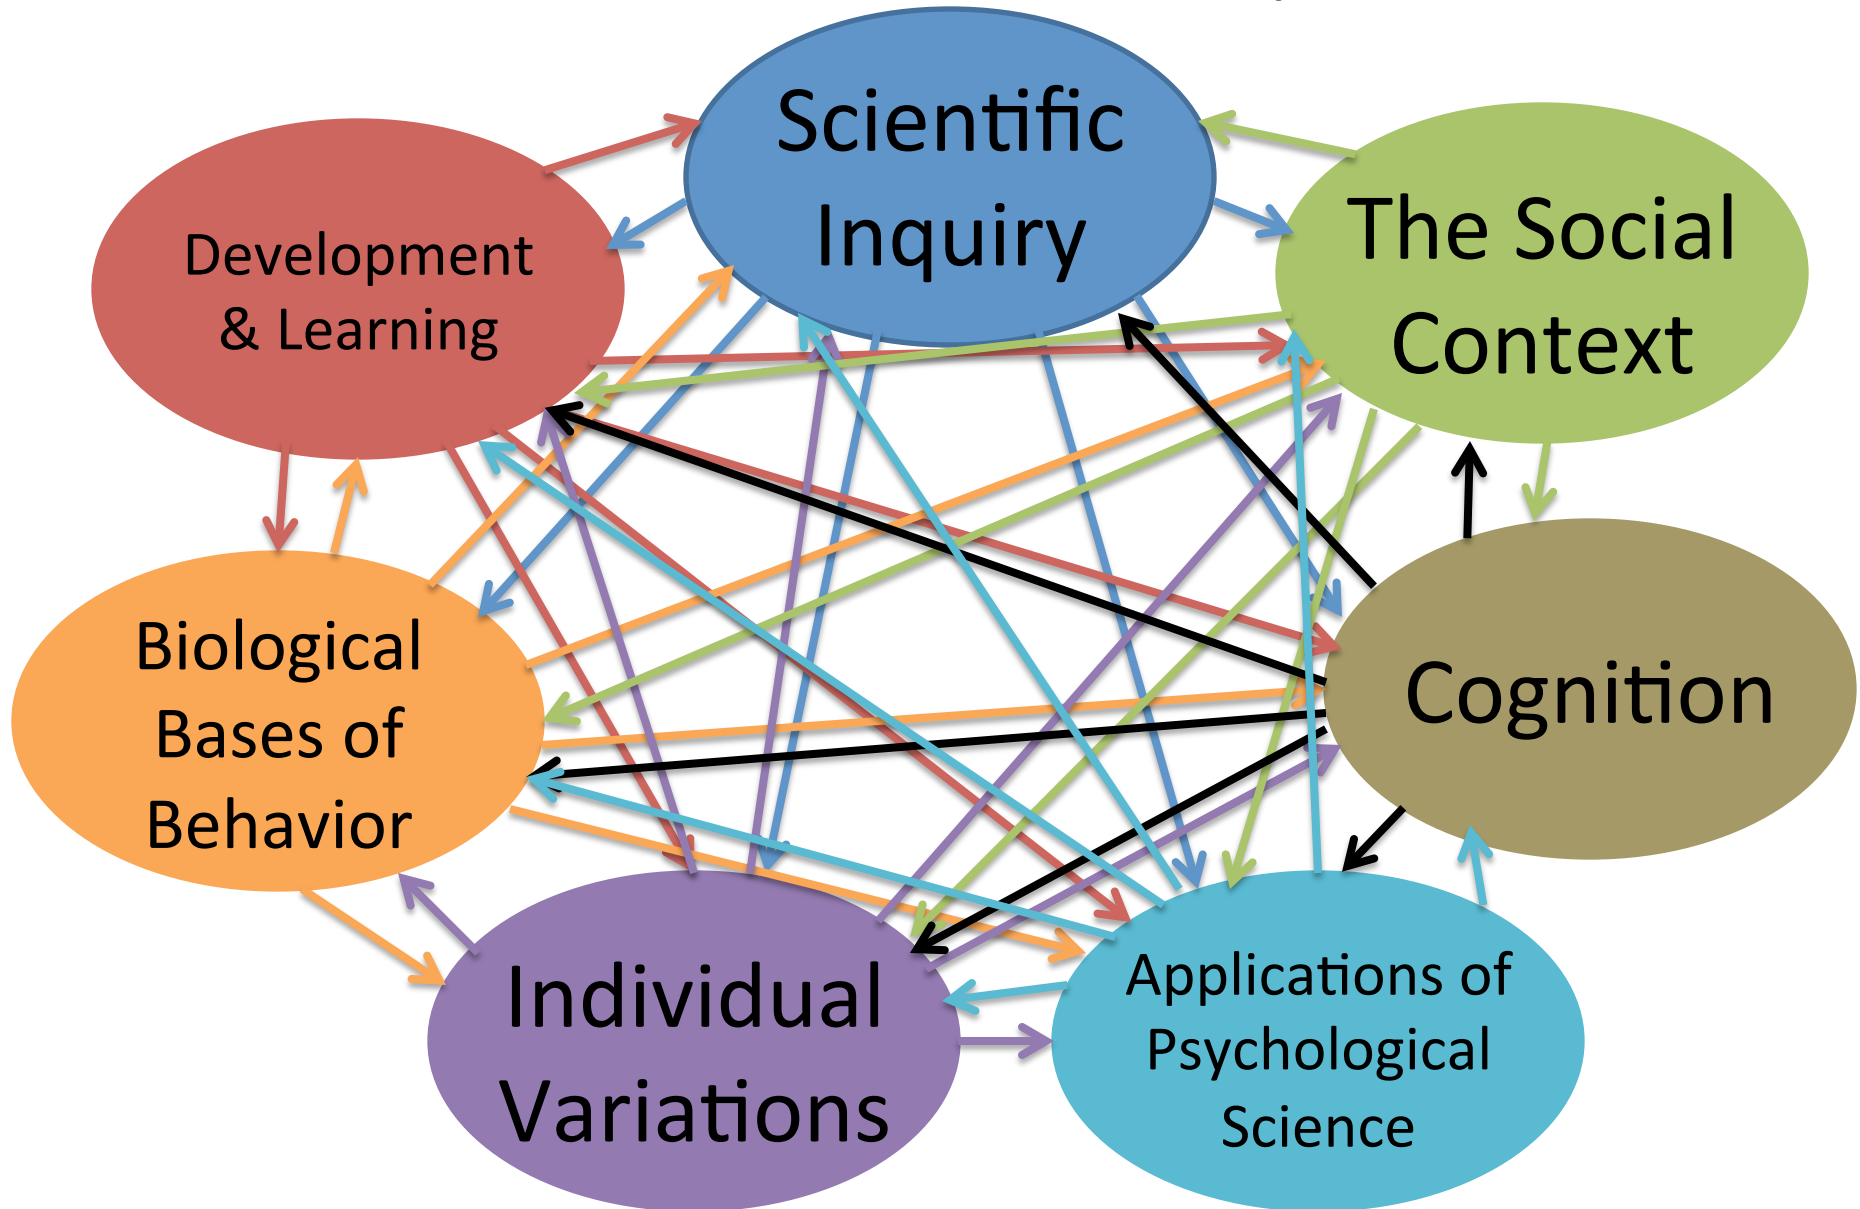 Scientific
Inquiry
The Social
Context
Development
& Learning
Biological
Bases of
Behavior
Cognition
Individual
Variations
Applications of
Psychological
Science